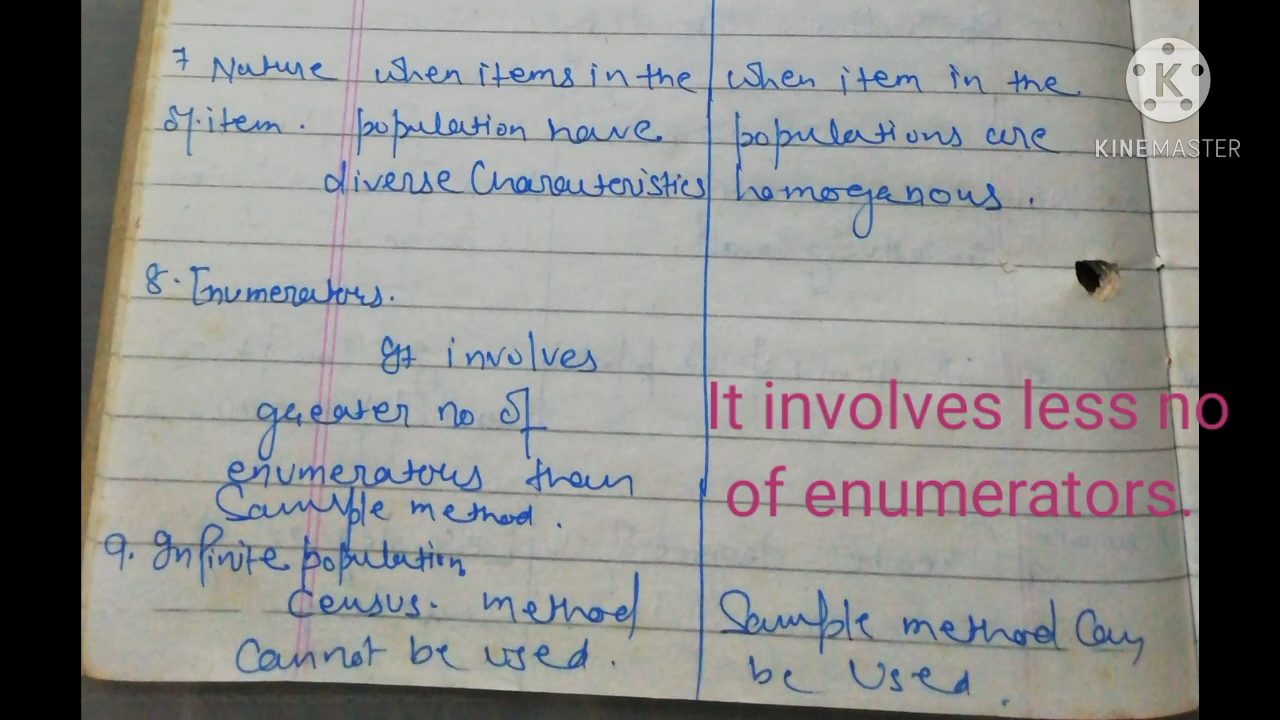 7 Nature when items in the when item in the
of item. population have populations are
diverse Characteristics homoganous.
8. Enumerators.
It involves
greater no of
enumerators than
Sample method.
It involves less no
of enumerators.
9. Infinite population
Census. method Sample method Can
Cannot be used. be Used.
K
KINEMASTER